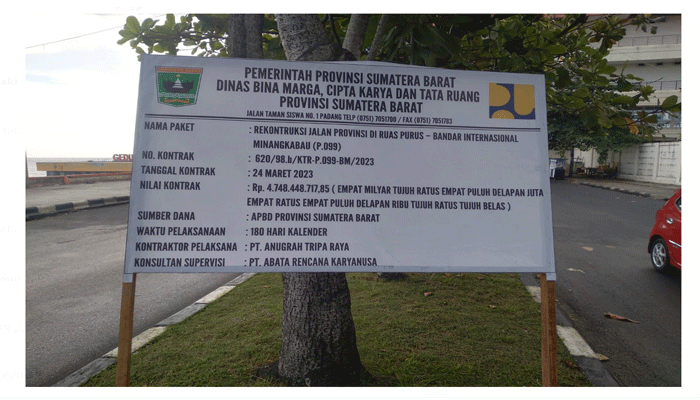 PEMERINTAH PROVINSI SUMATERA BARAT
DINAS BINA MARGA, CIPTA KARYA DAN TATA RUANG
PROVINSI SUMATERA BARAT
JALAN TAMAN SISWA NO. 1 PADANG TELP (0751) 7051700 / FAX (0751) 7051783
NAMA PAKET : REKONTRUKSI JALAN PROVINSI DI RUAS PURUS - BANDAR INTERNASIONAL
MINANGKABAU (P.099)
NO. KONTRAK : 620/98.b/KTR-P.099-BM/2023
TANGGAL KONTRAK : 24 MARET 2023
NILAI KONTRAK : Rp. 4.748.448.717,85 ( EMPAT MILYAR TUJUH RATUS EMPAT PULUH DELAPAN JUTA
EMPAT RATUS EMPAT PULUH DELAPAN RIBU TUJUH RATUS TUJUH BELAS )
SUMBER DANA : APBD PROVINSI SUMATERA BARAT
WAKTU PELAKSANAAN : 180 HARI KALENDER
KONTRAKTOR PELAKSANA : PT. ANUGRAH TRIPA RAYA
KONSULTAN SUPERVISI : PT. ABATA RENCANA KARYANUSA